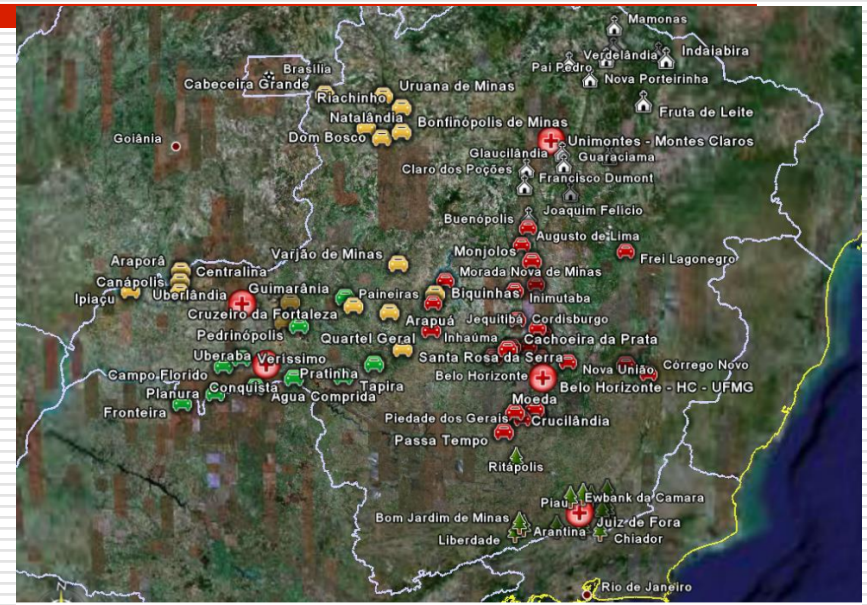 Mamonas
Verdelândia
Indaiabira
Pai Pedro
Brasilia
Nova Porteirinha
Cabeceira Grande
Uruana de Minas
Riachinho
Fruta de Leite
Natalândia
Bonfinópolis de Minas
Goiânia
Dom Bosco
Unimontes - Montes Claros
Glaucilândia
Guaraciama
Claro dos Poções
Francisco Dumont
Buenópolis
Joaquim Felicio
Augusto de Lima
Monjolos
Frei Lagonegro
Varjão de Minas
Araporã
Centralina
Morada Nova de Minas
Canápolis
Guimarânia
Paineiras
Biquinhas
Inimutaba
Ipiaçu
Uberlândia
Cruzeiro da Fortaleza
Arapuá
Jequitibá
Cordisburgo
Pedrinópolis
Quartel Geral
Inhaúma
Cachoeira da Prata
Uberaba
Verissimo
Santa Rosa da Serra
Nova União
Córrego Novo
Campo Florido
Pratinha
Belo Horizonte
Belo Horizonte - HC - UFMG
Planura
Conquista
Tapira
Agua Comprida
Moeda
Fronteira
Piedade dos Gerais
Crucilândia
Passa Tempo
Ritápolis
Piau
Ewbank da Camara
Bom Jardim de Minas
Juiz de Fora
Arantina
Liberdade
Chiador
Rio de Janeiro